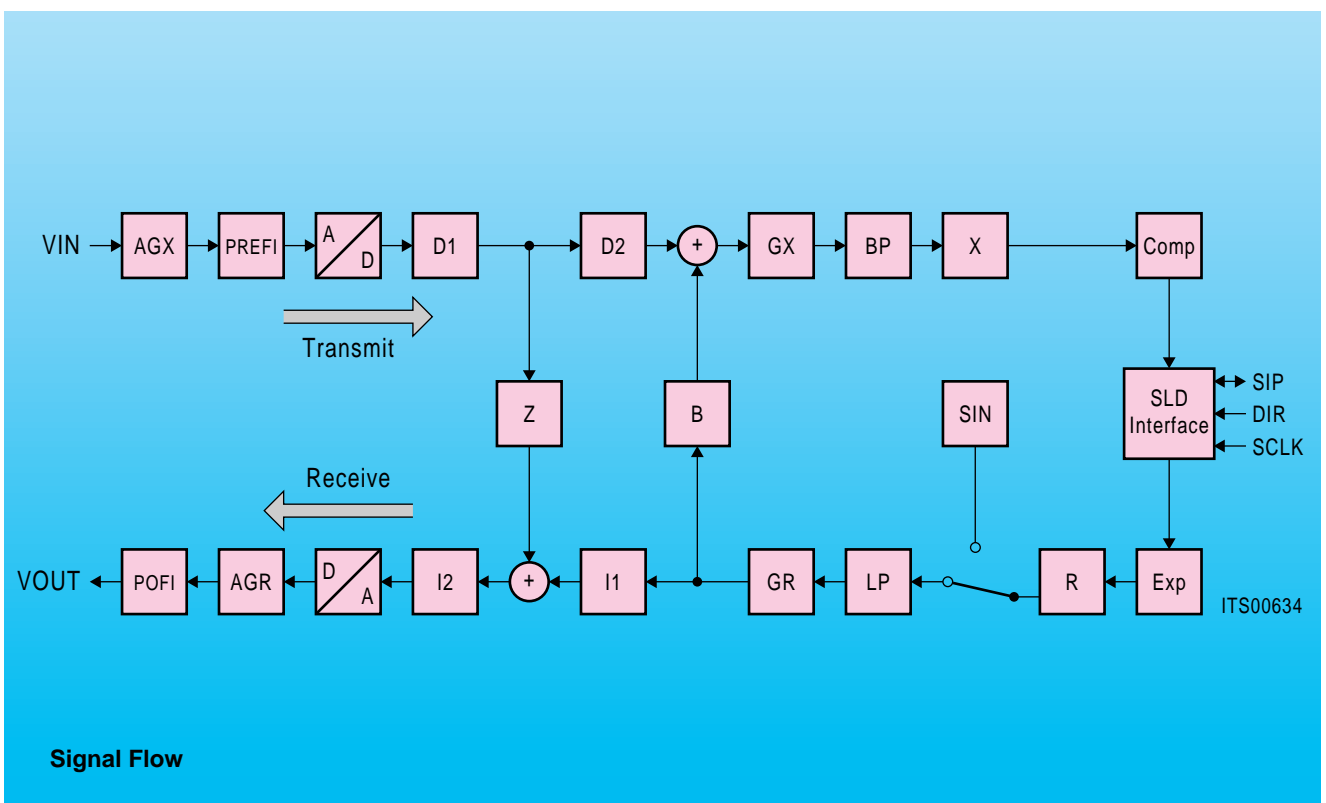 VIN
AGX
PREFI
A
D
D1
D2
+
GX
BP
X
Comp
Transmit
Z
B
SIN
SLD
Interface
SIP
DIR
SCLK
Receive
VOUT
POFI
AGR
D
A
I2
+
I1
GR
LP
R
Exp
ITS00634
Signal Flow